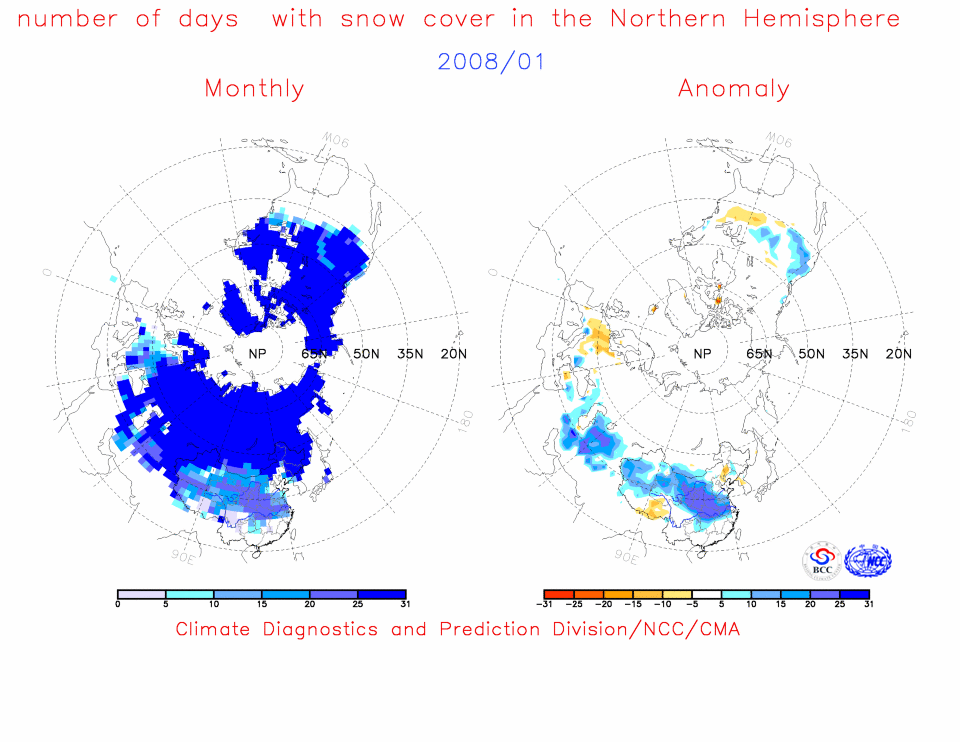 number of days with snow cover in the Northern Hemisphere
2008/01
Monthly Anomaly
90W 90W
0 0
NP 65N 50N 35N 20N NP 65N 50N 35N 20N
180 180
90E 90E
BCC NCC
0 5 10 15 20 25 31 -31 -25 -20 -15 -10 -5 5 10 15 20 25 31
Climate Diagnostics and Prediction Division/NCC/CMA